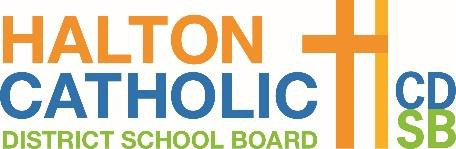 HALTON
CATHOLIC
DISTRICT SCHOOL BOARD
H
CD
SB